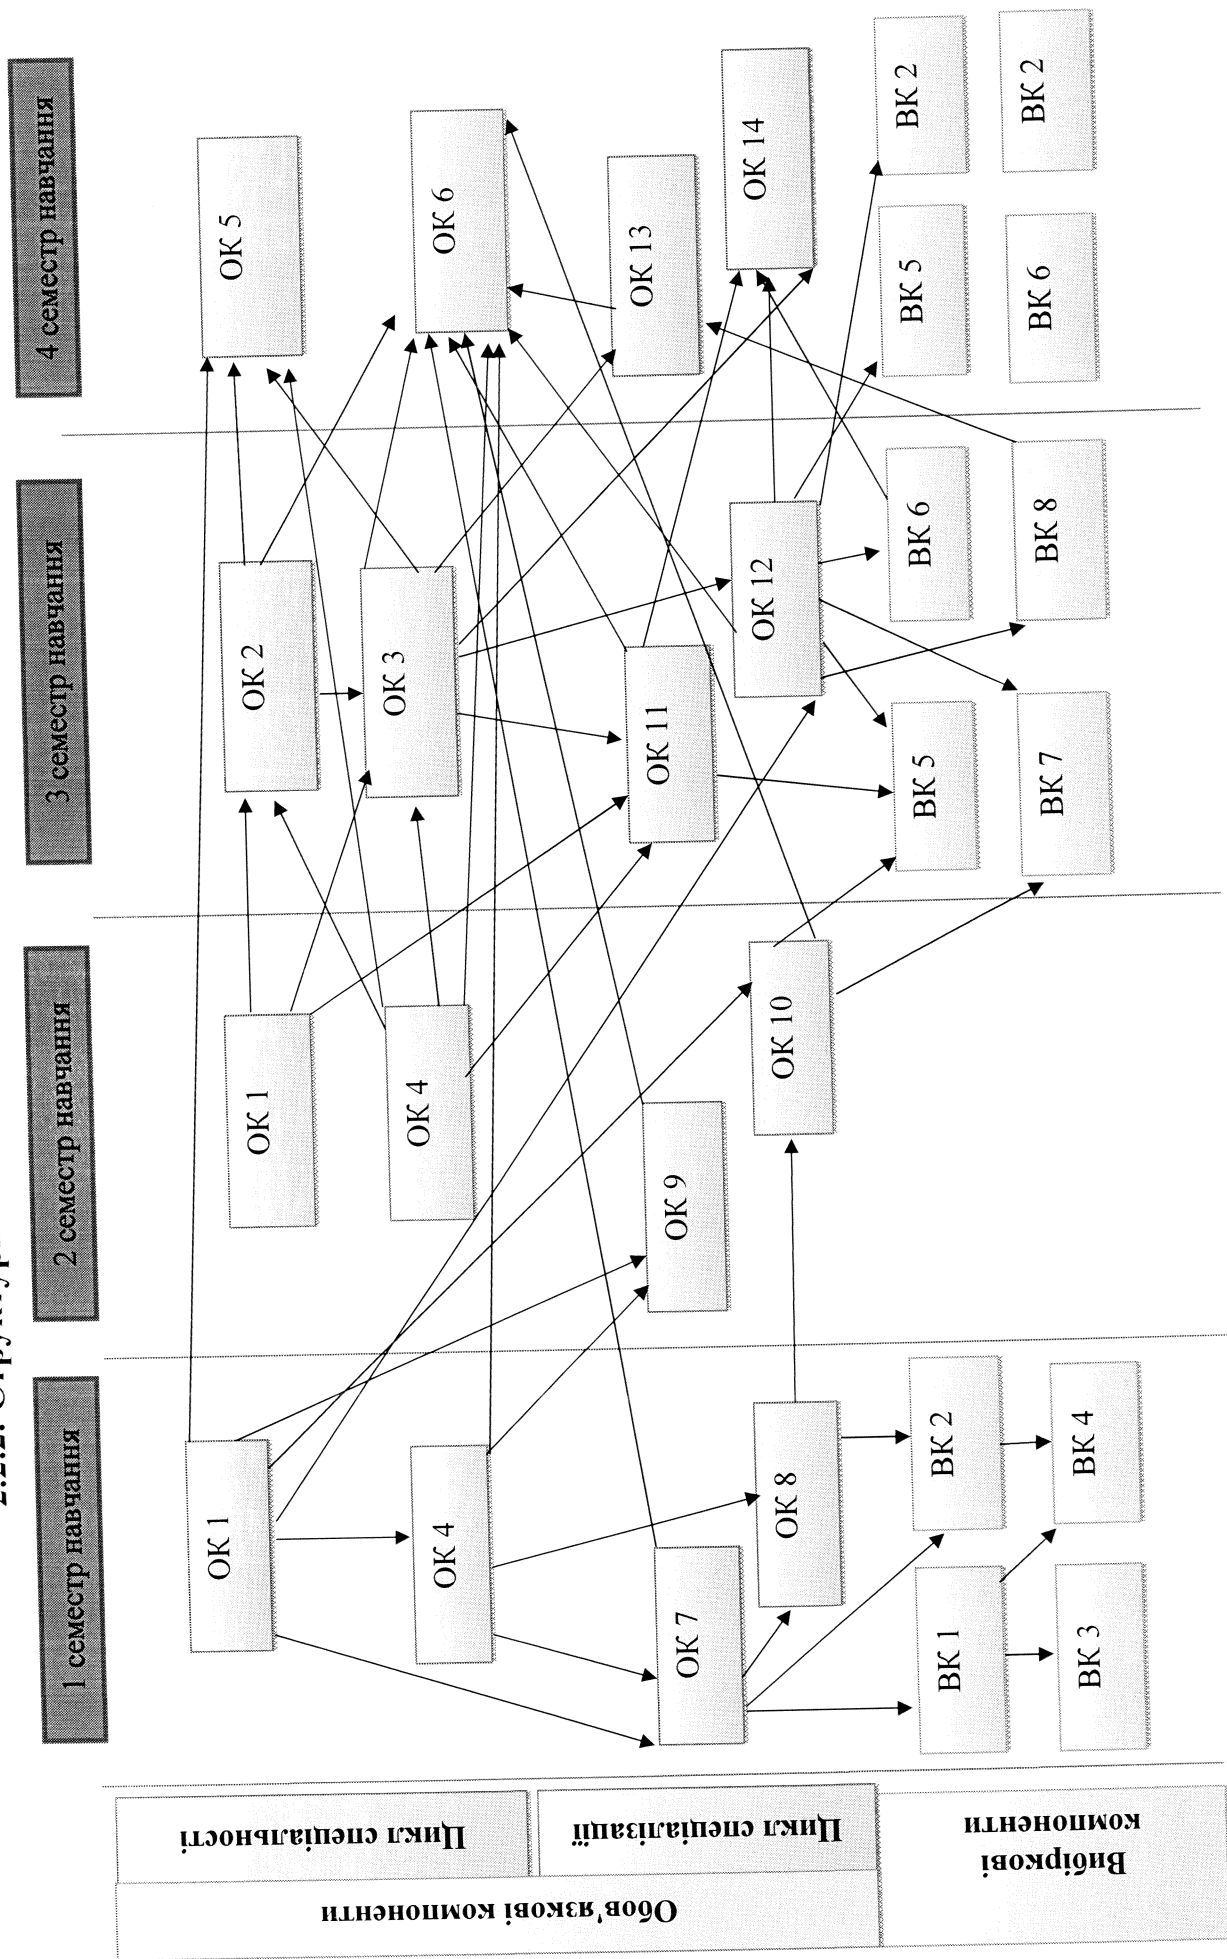 2.2.2. Структур
1 семестр навчання
2 семестр навчання
3 семестр навчання
4 семестр навчання
Обов'язкові компоненти
Цикл спеціальності
Цикл спеціалізації
Вибіркові
компоненти
ОК 1
ОК 4
ОК 7
ОК 8
ВК 1
ВК 2
ВК 3
ВК 4
ОК 1
ОК 4
ОК 9
ОК 10
ОК 2
ОК 3
ОК 11
ОК 12
ВК 5
ВК 6
ВК 7
ВК 8
ОК 5
ОК 6
ОК 13
ОК 14
ВК 5
ВК 2
ВК 6
ВК 2